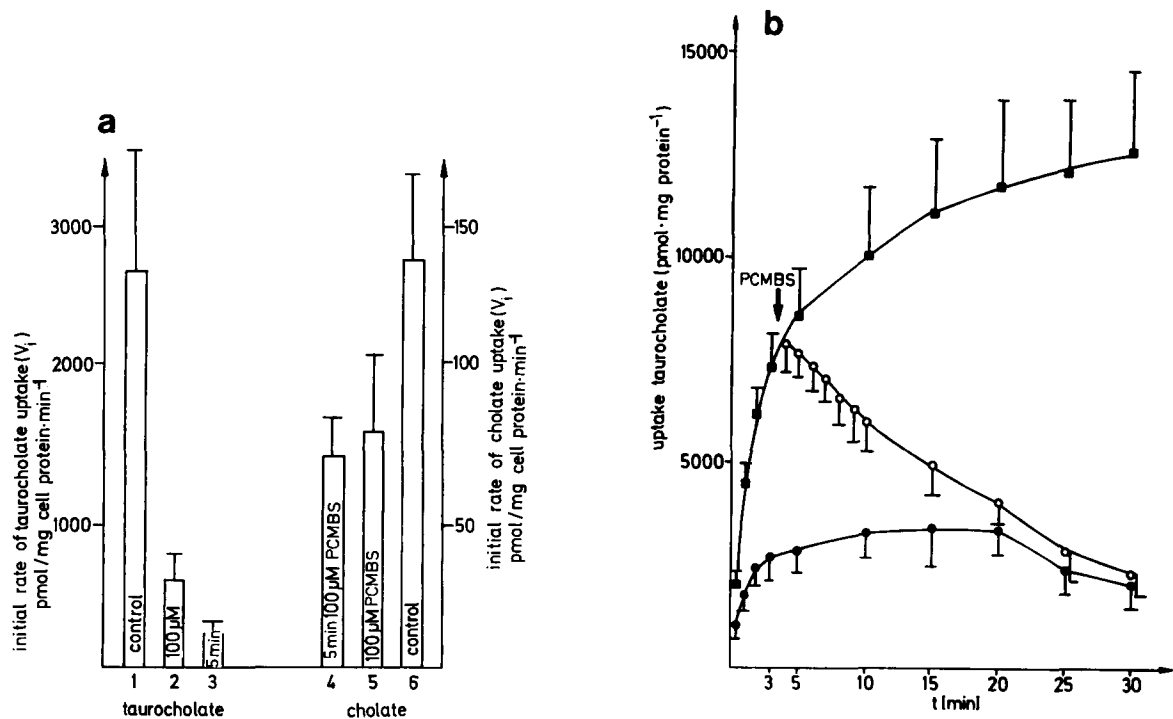 a
initial rate of taurocholate uptake (Vi)
pmol/mg cell protein·min⁻¹
3000
2000
1000
control
100 µM
5 min
5 min 100 µM PCMBS
100 µM PCMBS
control
1 2 3 4 5 6
taurocholate cholate
150
100
50
initial rate of cholate uptake (Vi)
pmol/mg cell protein·min⁻¹
b
uptake taurocholate (pmol·mg protein⁻¹)
15000
10000
5000
PCMBS
3 5 10 15 20 25 30
t [min]